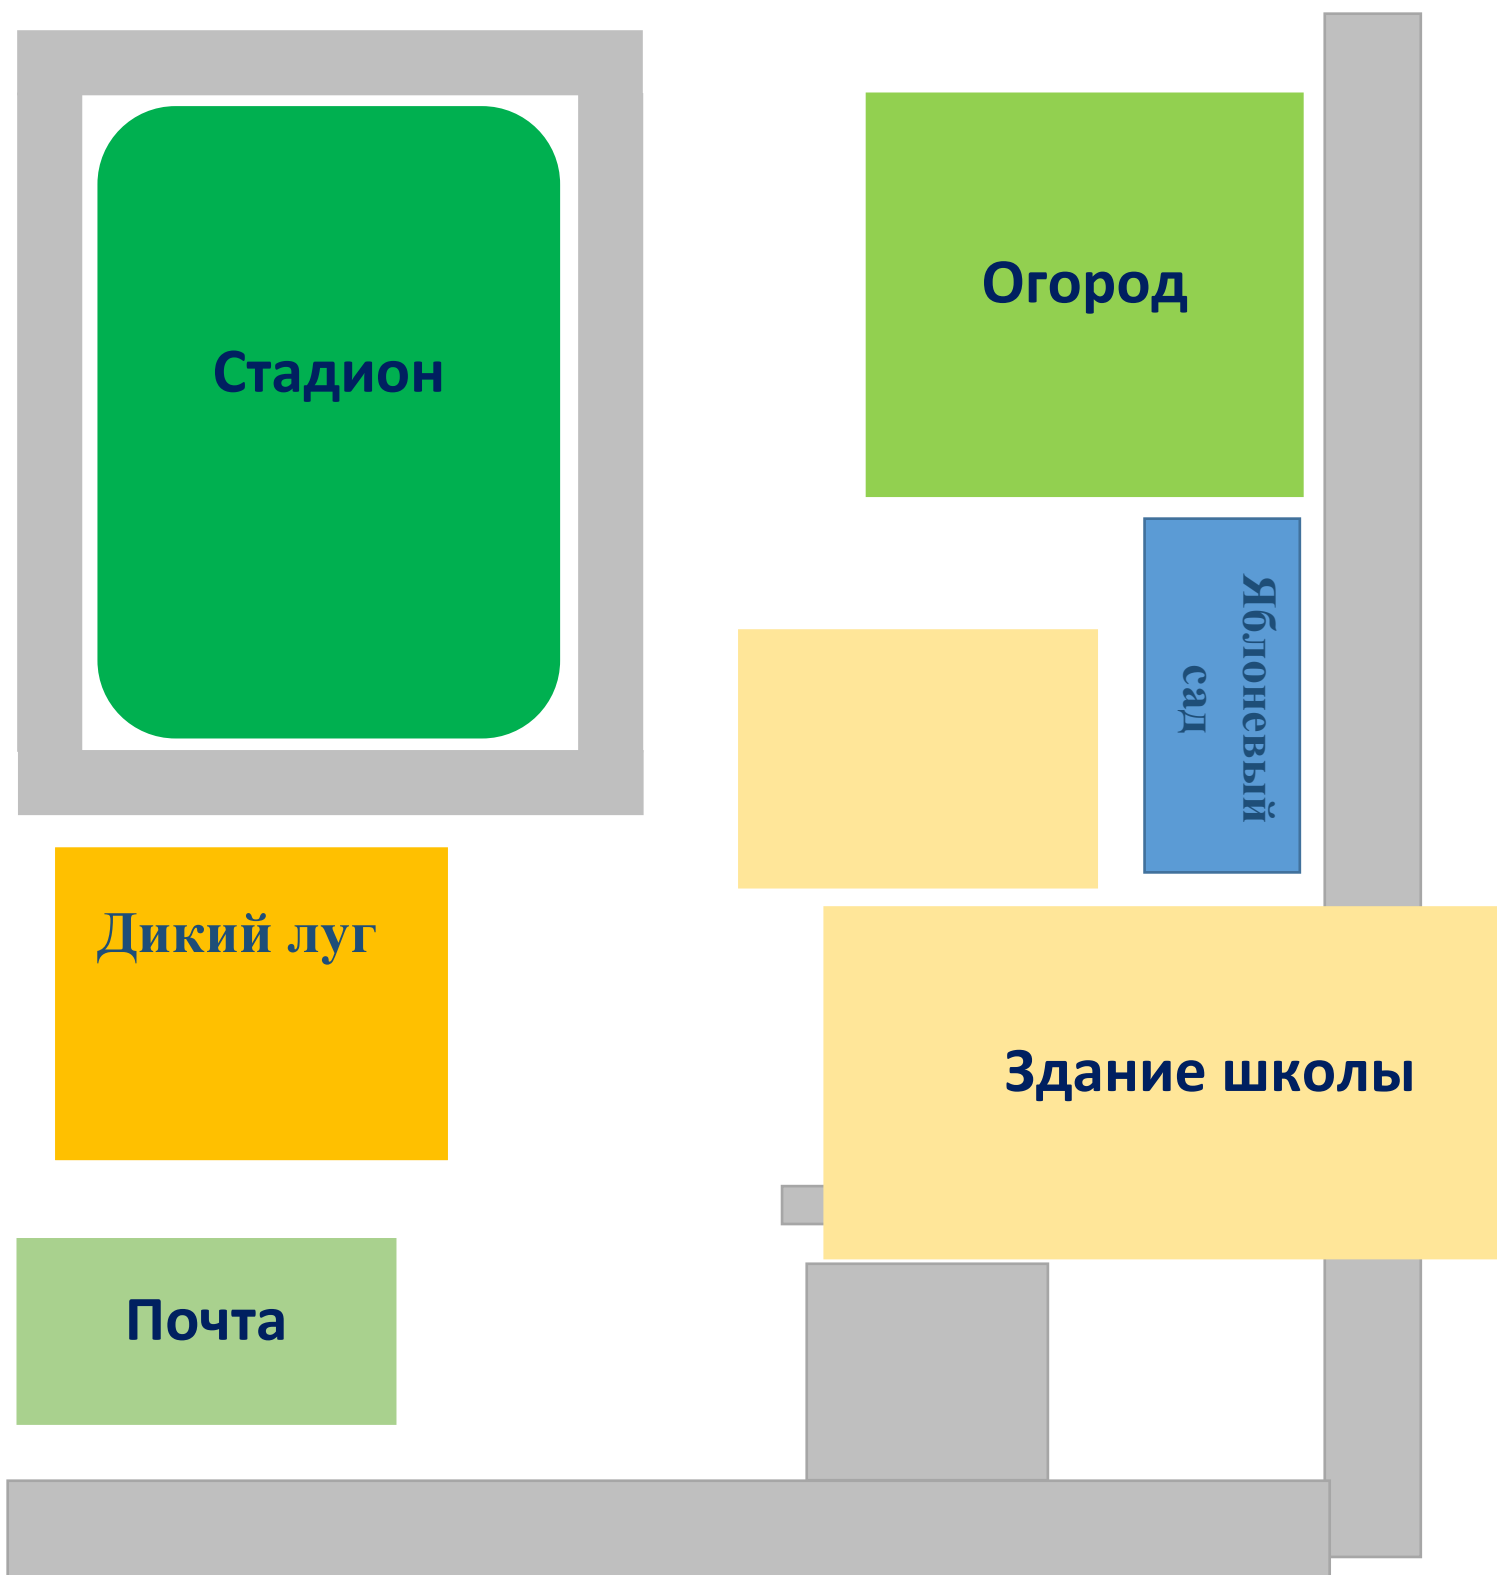 Огород
Стадион
Яблоневый
сад
Дикий луг
Здание школы
Почта